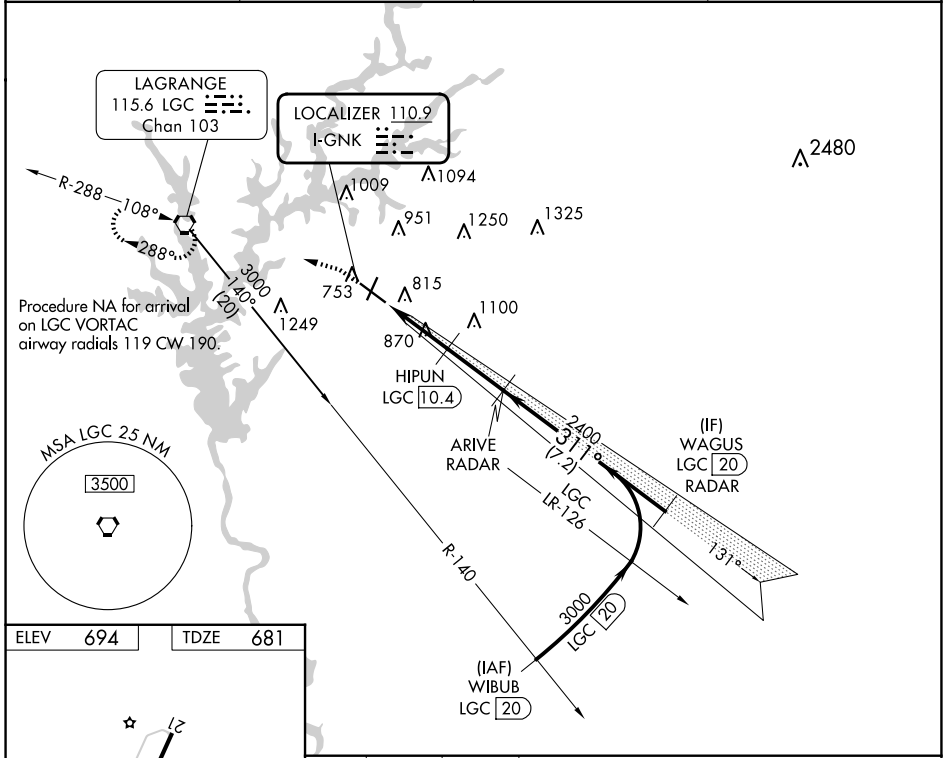 LAGRANGE
115.6 LGC
Chan 103
LOCALIZER 110.9
I-GNK
2480
1094
1009
951
1250
1325
R-288
108°
288°
3000
140°
(20)
753
815
1249
870
1100
Procedure NA for arrival
on LGC VORTAC
airway radials 119 CW 190.
HIPUN
LGC 10.4
ARIVE
RADAR
2400
311°
(7.2)
(IF)
WAGUS
LGC 20
RADAR
LGC
LR-126
131°
MSA LGC 25 NM
3500
R-140
3000
LGC 20
(IAF)
WIBUB
LGC 20
ELEV 694
TDZE 681
21